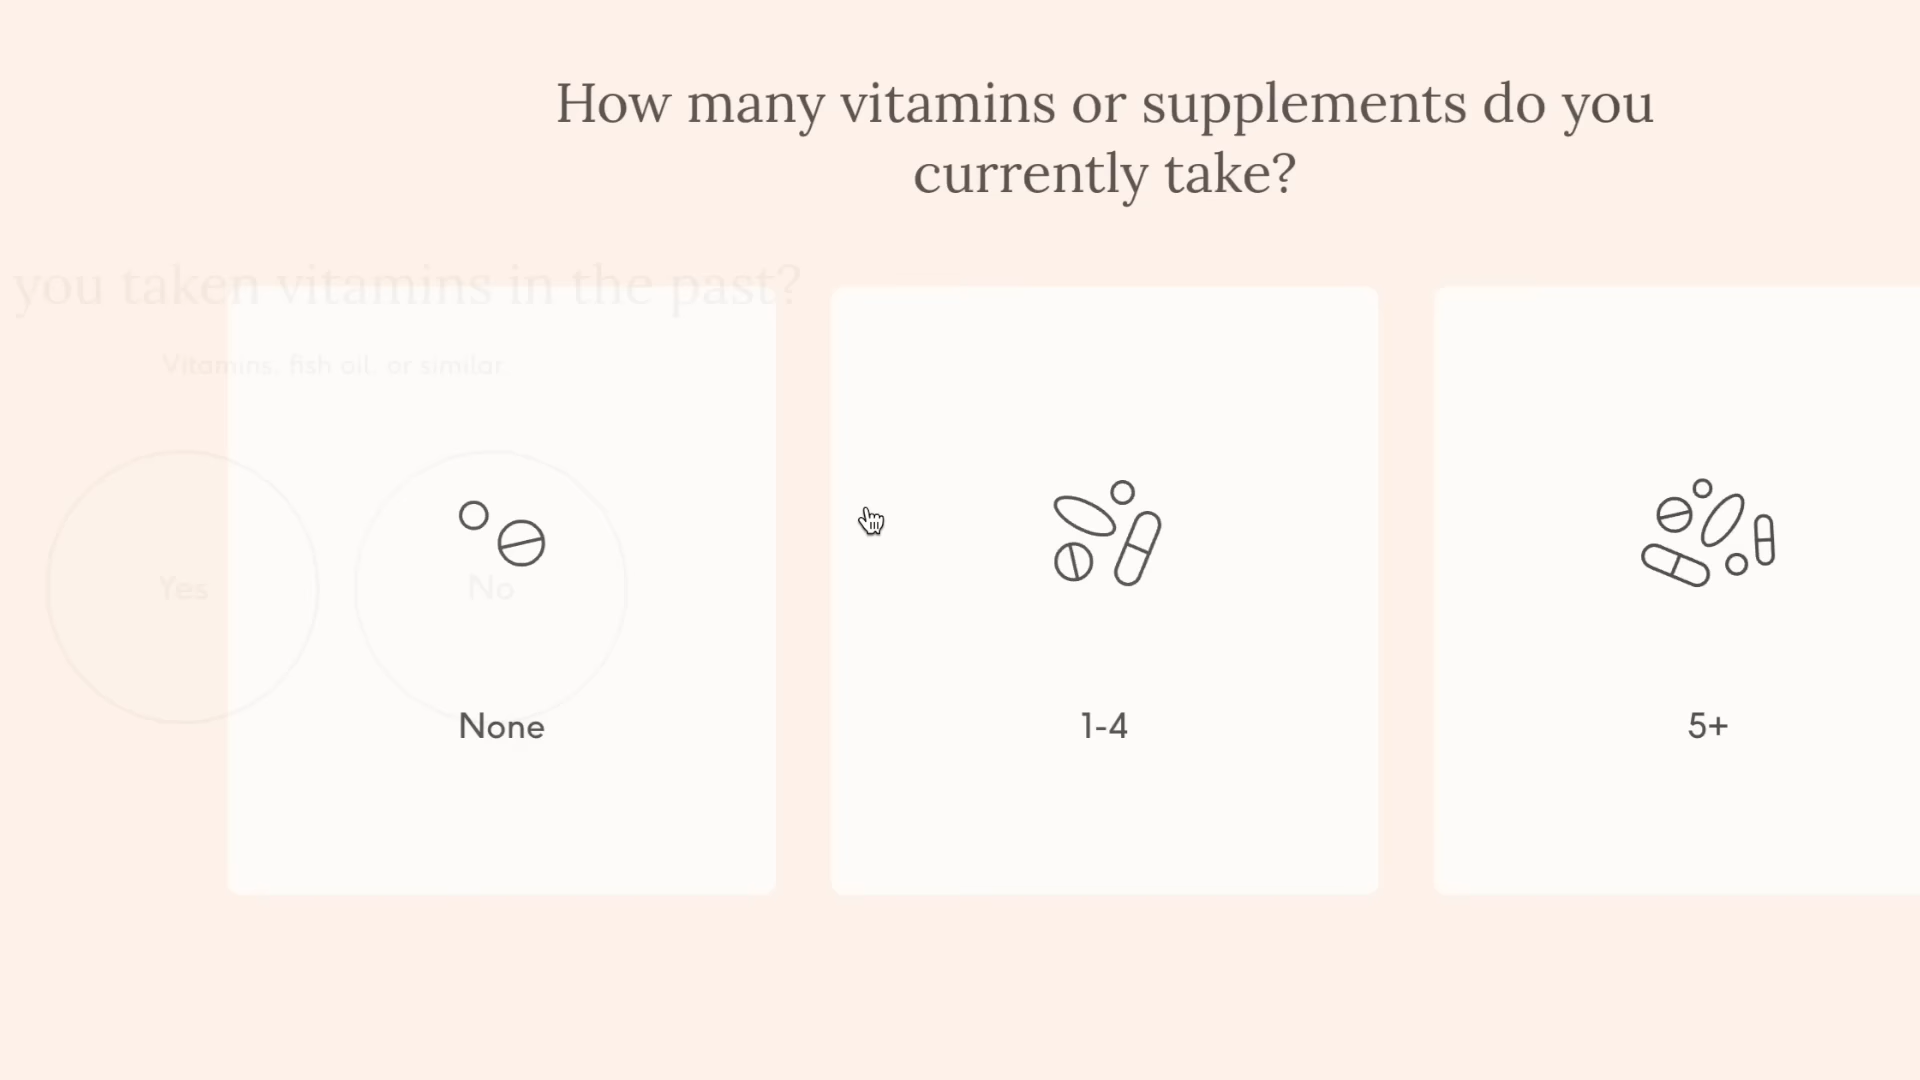 How many vitamins or supplements do you
currently take?
you taken vitamins in the past?
Vitamins, fish oil, or similar.
Yes
No
None
1-4
5+